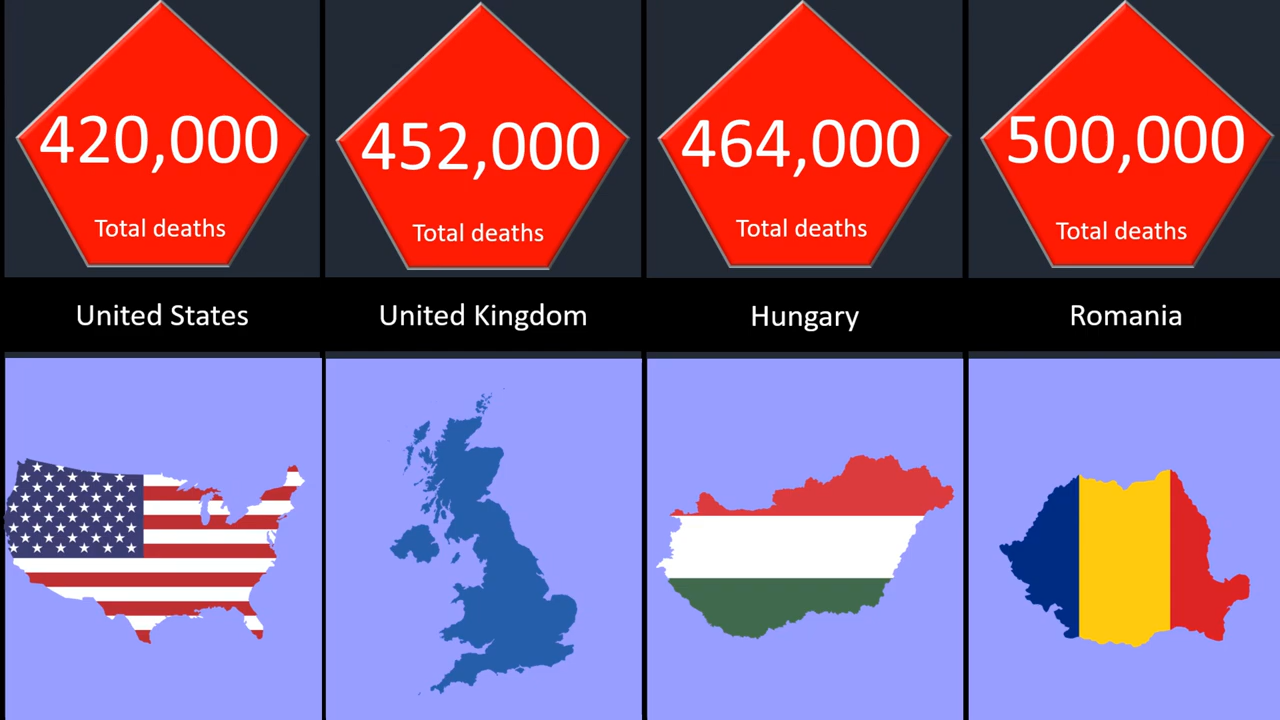 420,000
Total deaths
United States
452,000
Total deaths
United Kingdom
464,000
Total deaths
Hungary
500,000
Total deaths
Romania